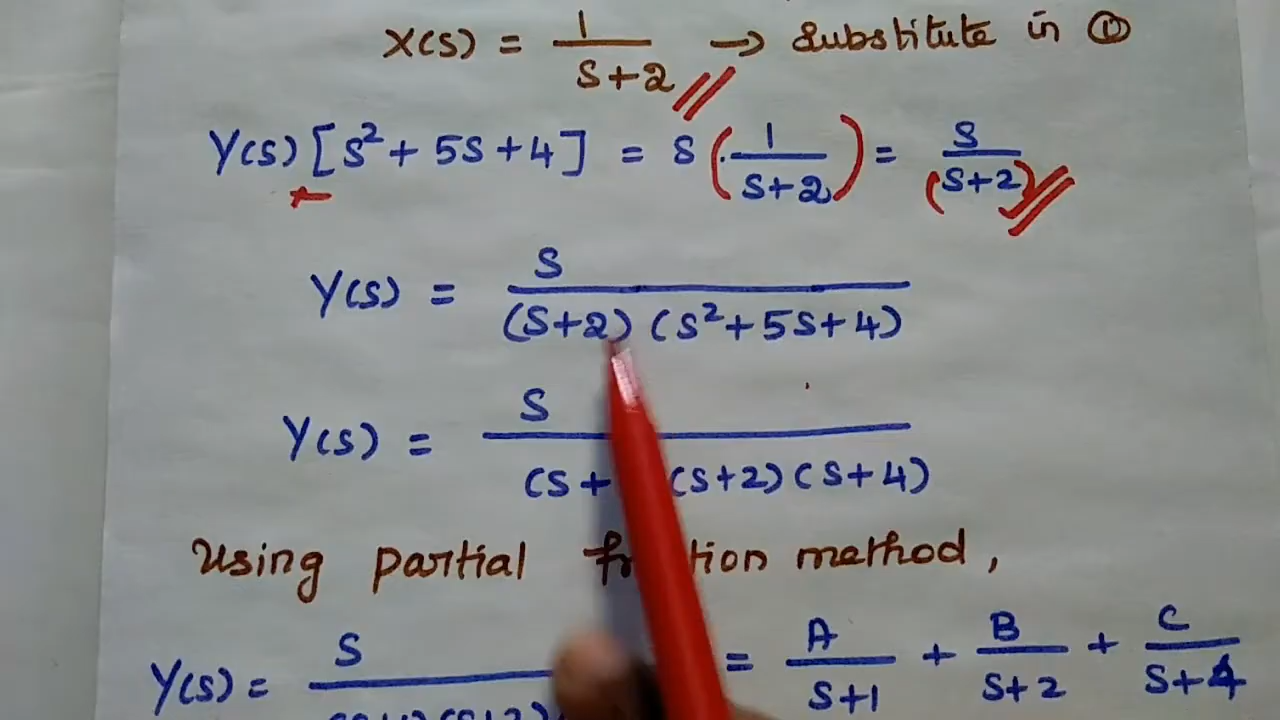 X(S) = 1/(S+2) → Substitute in ①
Y(S) [S² + 5S + 4] = S (1/(S+2)) = S/(S+2)
Y(S) = S/((S+2) (S² + 5S + 4))
Y(S) = S/((S+ (S+2) (S+4))
Using partial method,
Y(S) = S = A/(S+1) + B/(S+2) + C/(S+4)